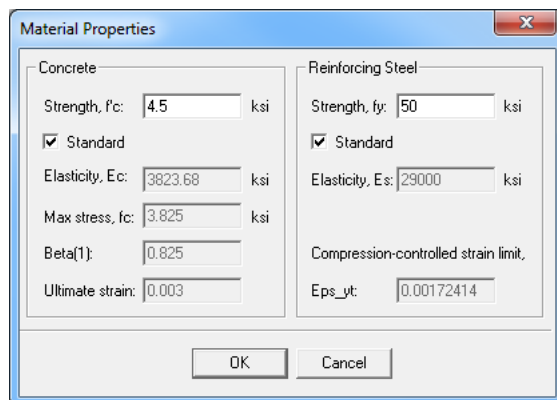 Material Properties
Concrete
Strength, f'c: 4.5 ksi
Standard
Elasticity, Ec: 3823.68 ksi
Max stress, fc: 3.825 ksi
Beta(1): 0.825
Ultimate strain: 0.003
Reinforcing Steel
Strength, fy: 50 ksi
Standard
Elasticity, Es: 29000 ksi
Compression-controlled strain limit,
Eps_yt: 0.00172414
OK Cancel